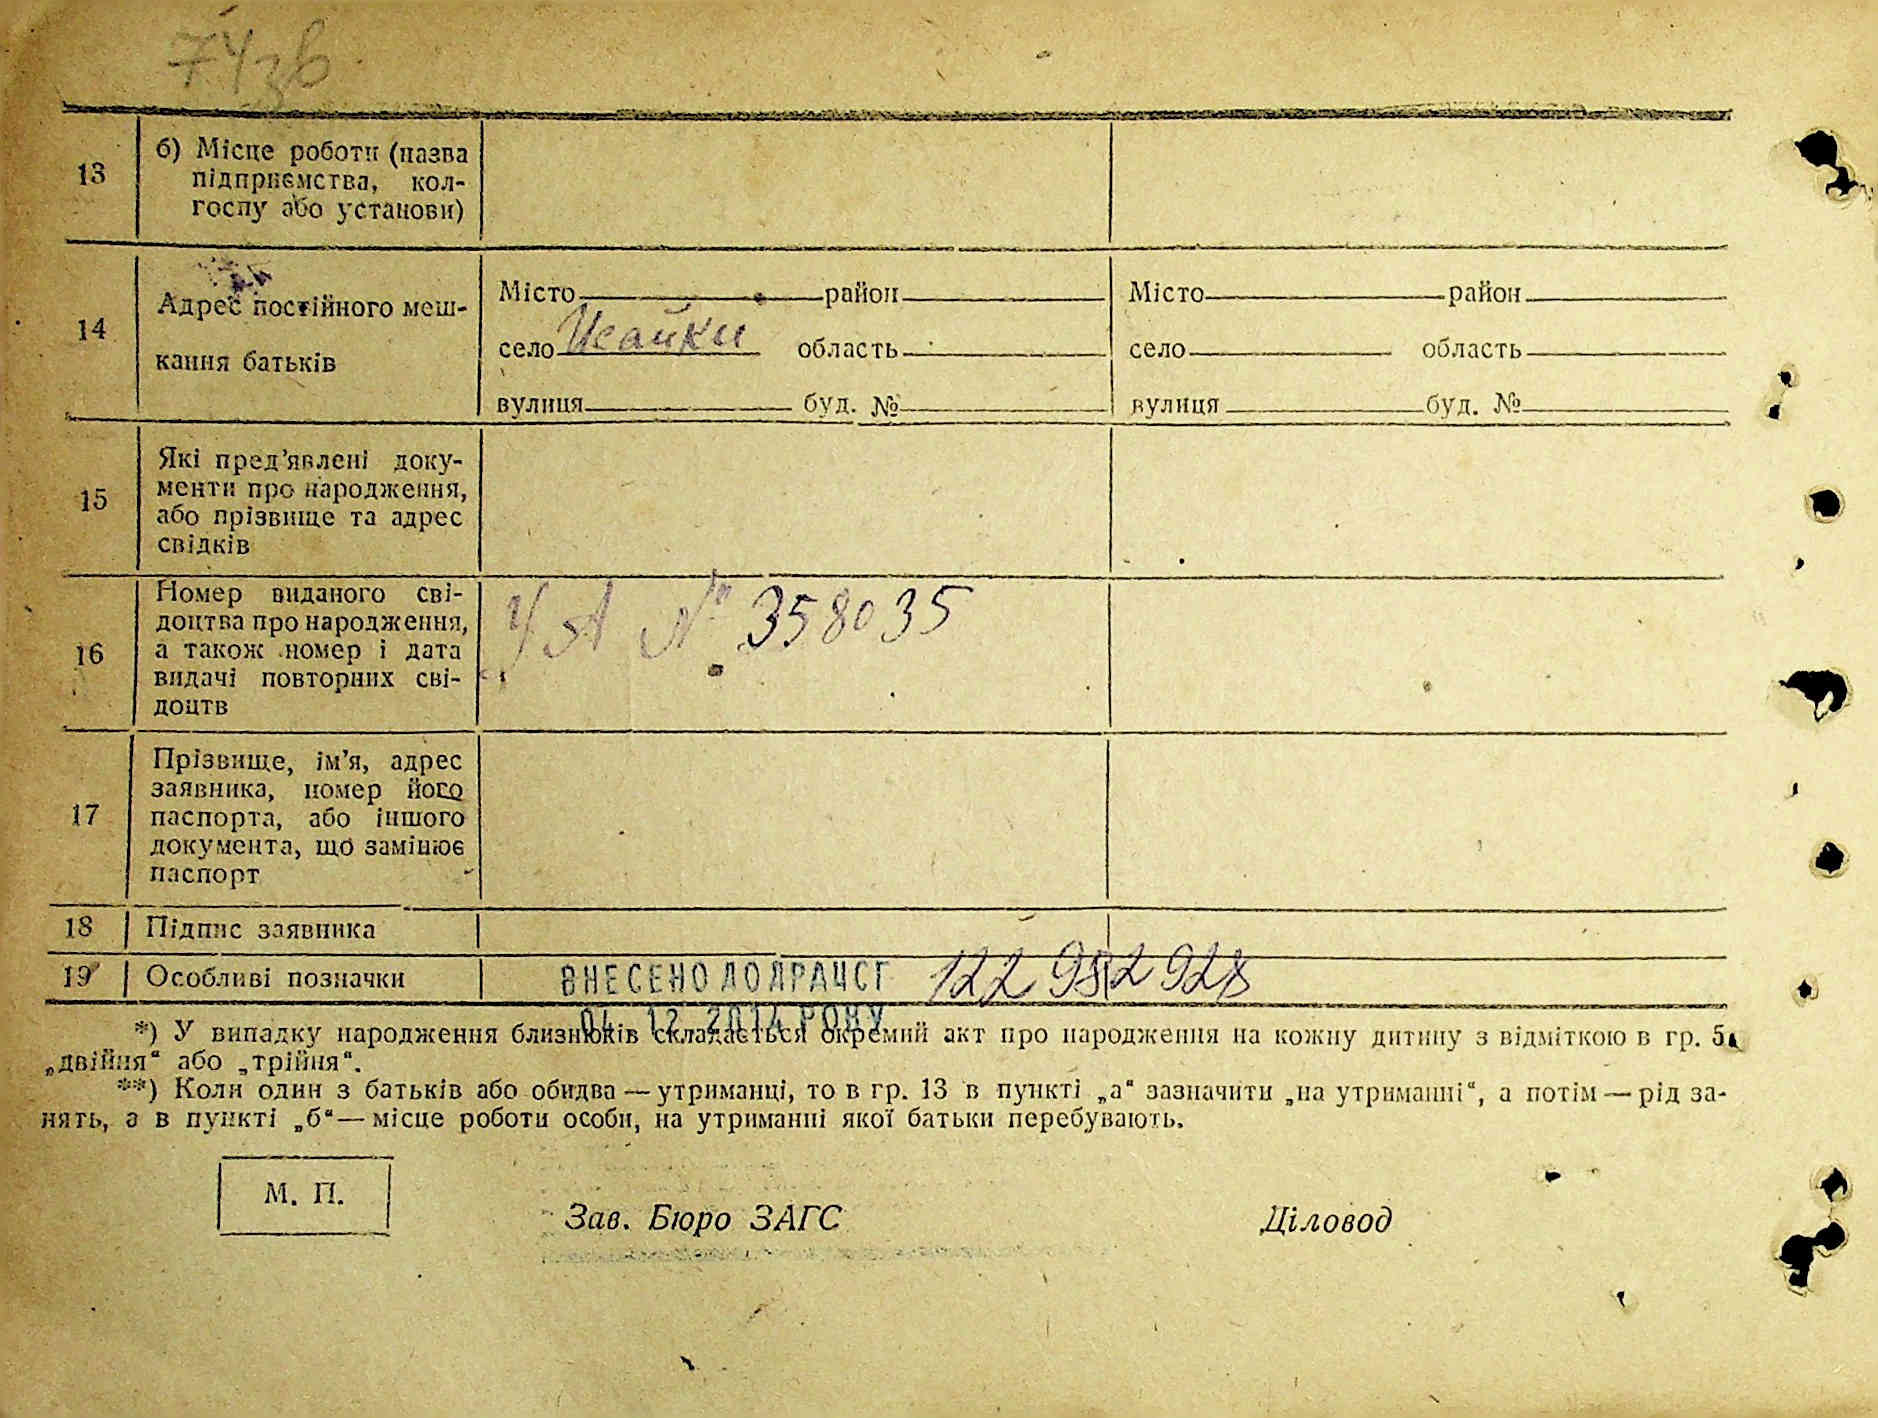 74зв
13
б) Місце роботи (назва
підприємства, кол-
госпу або установи)
14
Адрес постійного меш-
кання батьків
Місто район
село Исайки область
вулиця буд. №
Місто район
село область
вулиця буд. №
15
Які пред’явлені доку-
менти про народження,
або прізвище та адрес
свідків
16
Номер виданого сві-
доцтва про народження,
а також номер і дата
видачі повторних сві-
доцтв
УА № 358035
17
Прізвище, ім’я, адрес
заявника, номер його
паспорта, або іншого
документа, що замінює
паспорт
18 Підпис заявника
19 Особливі позначки ВНЕСЕНО ДО ДРАЦСГ 122 982 928
04. 12. 2014 РОКУ
*) У випадку народження близнюків складається окремий акт про народження на кожну дитину з відміткою в гр. 5
„двійня“ або „трійня“.
**) Коли один з батьків або обидва — утриманці, то в гр. 13 в пункті „а“ зазначити „на утриманні“, а потім — рід за-
нять, а в пункті „б“ — місце роботи особи, на утриманні якої батьки перебувають.
М. П.
Зав. Бюро ЗАГС Діловод